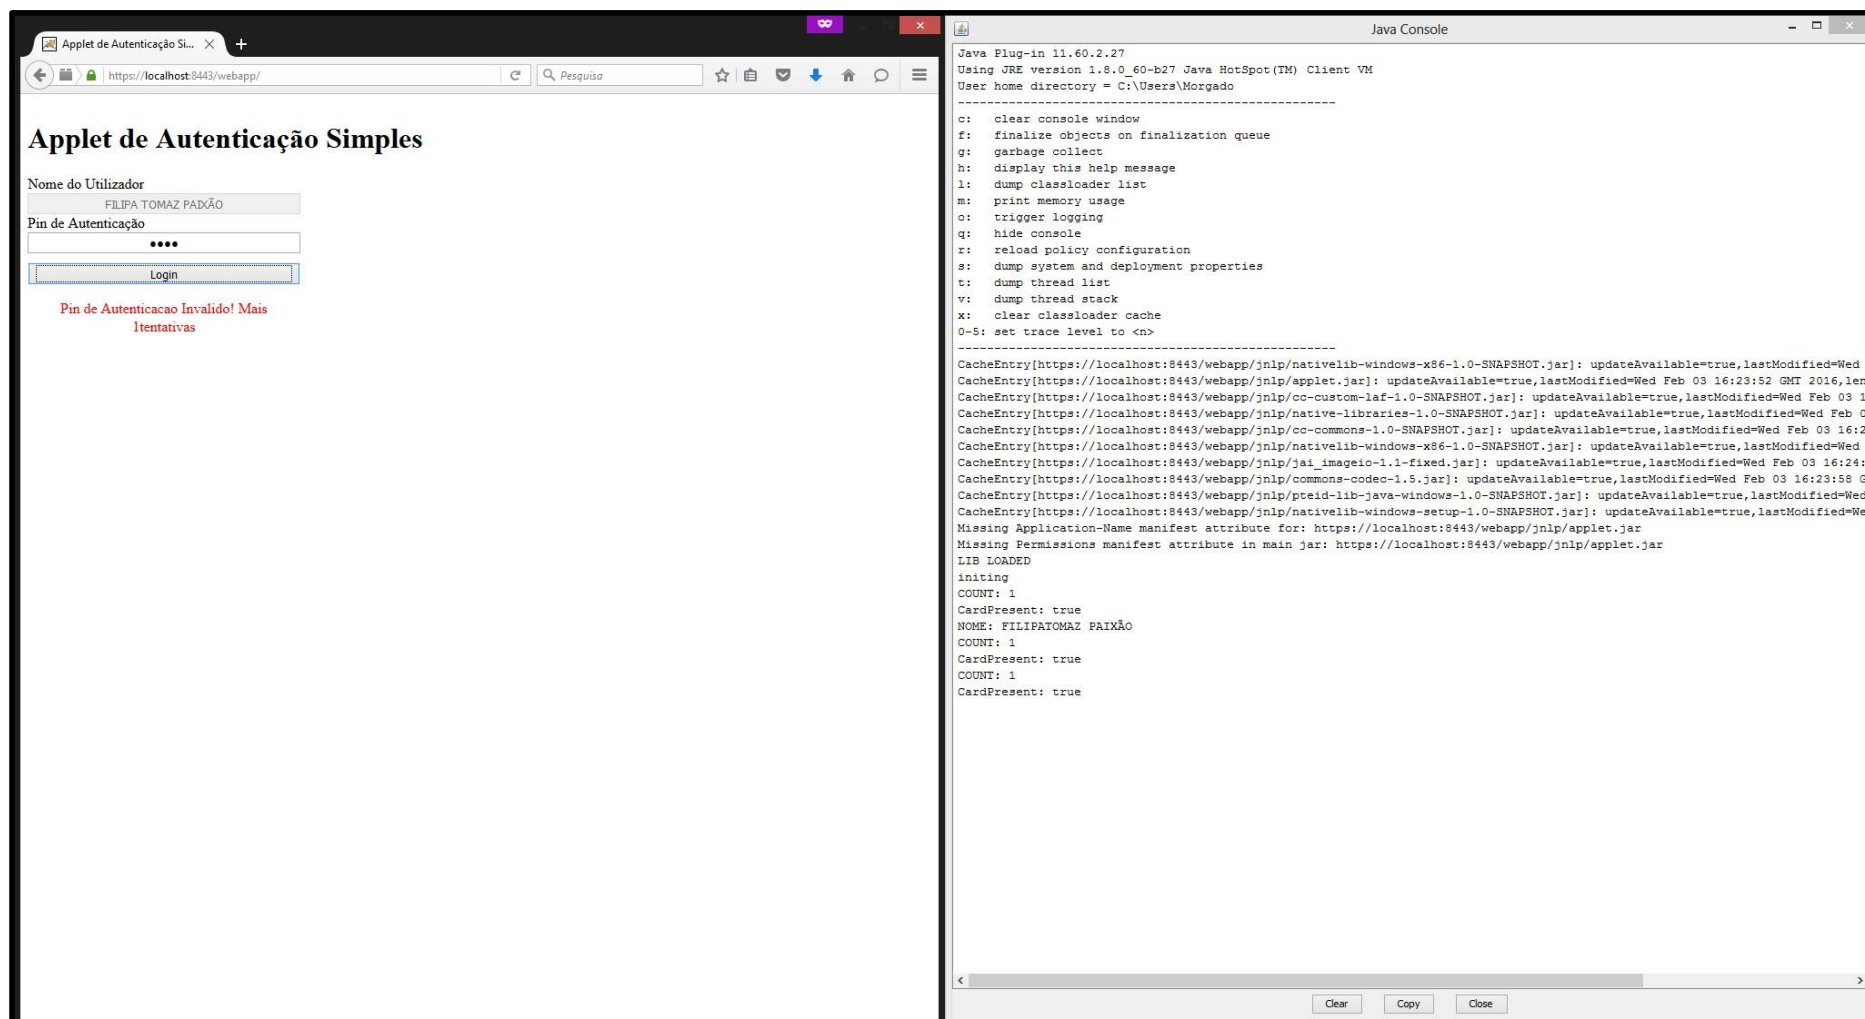 Applet de Autenticação Si...
https://localhost:8443/webapp/
Pesquisa
Applet de Autenticação Simples
Nome do Utilizador
FILIPA TOMAZ PAIXÃO
Pin de Autenticação
••••
Login
Pin de Autenticacao Invalido! Mais
1tentativas
Java Console
Java Plug-in 11.60.2.27
Using JRE version 1.8.0_60-b27 Java HotSpot(TM) Client VM
User home directory = C:\Users\Morgado
----------------------------------------------------
c:   clear console window
f:   finalize objects on finalization queue
g:   garbage collect
h:   display this help message
l:   dump classloader list
m:   print memory usage
o:   trigger logging
q:   hide console
r:   reload policy configuration
s:   dump system and deployment properties
t:   dump thread list
v:   dump thread stack
x:   clear classloader cache
0-5: set trace level to <n>
----------------------------------------------------
CacheEntry[https://localhost:8443/webapp/jnlp/nativelib-windows-x86-1.0-SNAPSHOT.jar]: updateAvailable=true,lastModified=Wed
CacheEntry[https://localhost:8443/webapp/jnlp/applet.jar]: updateAvailable=true,lastModified=Wed Feb 03 16:23:52 GMT 2016,len
CacheEntry[https://localhost:8443/webapp/jnlp/cc-custom-laf-1.0-SNAPSHOT.jar]: updateAvailable=true,lastModified=Wed Feb 03 1
CacheEntry[https://localhost:8443/webapp/jnlp/native-libraries-1.0-SNAPSHOT.jar]: updateAvailable=true,lastModified=Wed Feb 0
CacheEntry[https://localhost:8443/webapp/jnlp/cc-commons-1.0-SNAPSHOT.jar]: updateAvailable=true,lastModified=Wed Feb 03 16:2
CacheEntry[https://localhost:8443/webapp/jnlp/nativelib-windows-x86-1.0-SNAPSHOT.jar]: updateAvailable=true,lastModified=Wed
CacheEntry[https://localhost:8443/webapp/jnlp/jai_imageio-1.1-fixed.jar]: updateAvailable=true,lastModified=Wed Feb 03 16:24:
CacheEntry[https://localhost:8443/webapp/jnlp/commons-codec-1.5.jar]: updateAvailable=true,lastModified=Wed Feb 03 16:23:58 G
CacheEntry[https://localhost:8443/webapp/jnlp/pteid-lib-java-windows-1.0-SNAPSHOT.jar]: updateAvailable=true,lastModified=Wed
CacheEntry[https://localhost:8443/webapp/jnlp/nativelib-windows-setup-1.0-SNAPSHOT.jar]: updateAvailable=true,lastModified=We
Missing Application-Name manifest attribute for: https://localhost:8443/webapp/jnlp/applet.jar
Missing Permissions manifest attribute in main jar: https://localhost:8443/webapp/jnlp/applet.jar
LIB LOADED
initing
COUNT: 1
CardPresent: true
NOME: FILIPATOMAZ PAIXÃO
COUNT: 1
CardPresent: true
COUNT: 1
CardPresent: true
Clear Copy Close